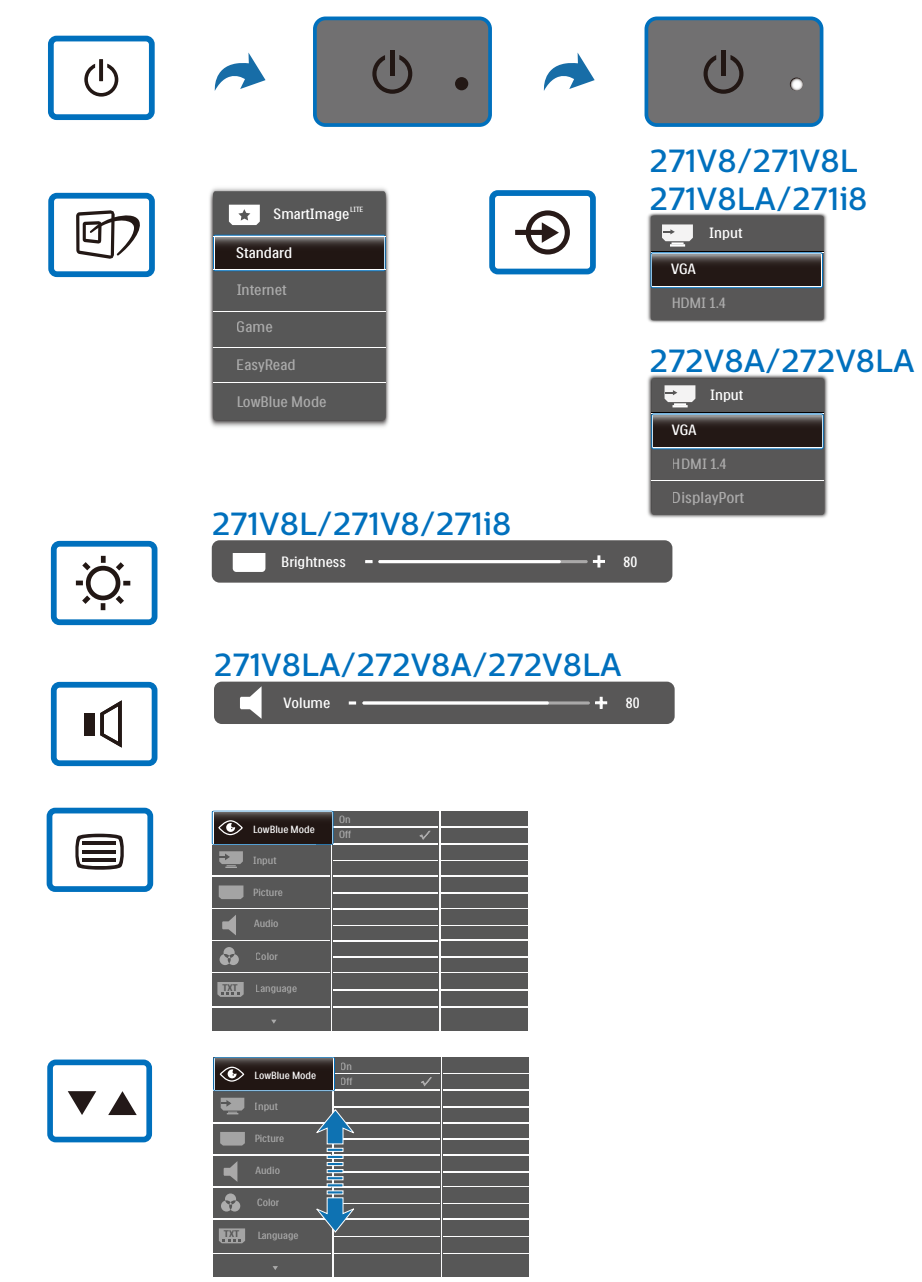 271V8/271V8L
271V8LA/271i8
SmartImage LITE
Standard
Internet
Game
EasyRead
LowBlue Mode
Input
VGA
HDMI 1.4
272V8A/272V8LA
Input
VGA
HDMI 1.4
DisplayPort
271V8L/271V8/271i8
Brightness - + 80
271V8LA/272V8A/272V8LA
Volume - + 80
LowBlue Mode
On
Off
Input
Picture
Audio
Color
TXT Language
LowBlue Mode
On
Off
Input
Picture
Audio
Color
TXT Language